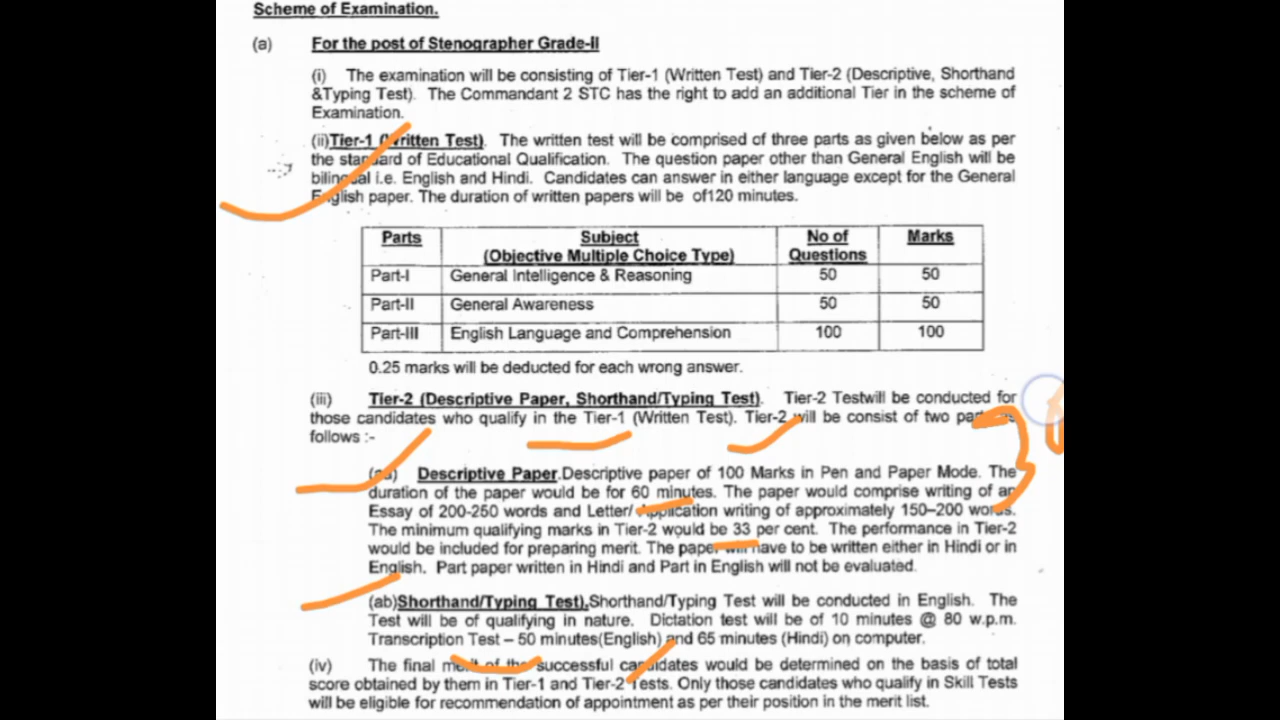 Scheme of Examination.
(a) For the post of Stenographer Grade-II
(i) The examination will be consisting of Tier-1 (Written Test) and Tier-2 (Descriptive, Shorthand
&Typing Test). The Commandant 2 STC has the right to add an additional Tier in the scheme of
Examination.
(ii)Tier-1 (Written Test). The written test will be comprised of three parts as given below as per
the standard of Educational Qualification. The question paper other than General English will be
bilingual i.e. English and Hindi. Candidates can answer in either language except for the General
English paper. The duration of written papers will be of120 minutes.
Parts Subject No of Marks
(Objective Multiple Choice Type) Questions
Part-I General Intelligence & Reasoning 50 50
Part-II General Awareness 50 50
Part-III English Language and Comprehension 100 100
0.25 marks will be deducted for each wrong answer.
(iii) Tier-2 (Descriptive Paper, Shorthand/Typing Test). Tier-2 Testwill be conducted for
those candidates who qualify in the Tier-1 (Written Test). Tier-2 will be consist of two parts as
follows :-
(aa) Descriptive Paper.Descriptive paper of 100 Marks in Pen and Paper Mode. The
duration of the paper would be for 60 minutes. The paper would comprise writing of an
Essay of 200-250 words and Letter/ Application writing of approximately 150–200 words.
The minimum qualifying marks in Tier-2 would be 33 per cent. The performance in Tier-2
would be included for preparing merit. The paper will have to be written either in Hindi or in
English. Part paper written in Hindi and Part in English will not be evaluated.
(ab)Shorthand/Typing Test).Shorthand/Typing Test will be conducted in English. The
Test will be of qualifying in nature. Dictation test will be of 10 minutes @ 80 w.p.m.
Transcription Test – 50 minutes(English) and 65 minutes (Hindi) on computer.
(iv) The final merit of the successful candidates would be determined on the basis of total
score obtained by them in Tier-1 and Tier-2 Tests. Only those candidates who qualify in Skill Tests
will be eligible for recommendation of appointment as per their position in the merit list.